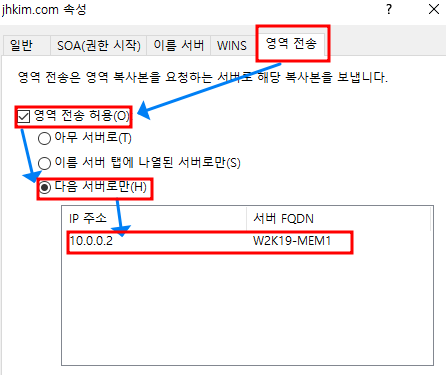 jhkim.com 속성
일반 SOA(권한 시작) 이름 서버 WINS 영역 전송
영역 전송은 영역 복사본을 요청하는 서버로 해당 복사본을 보냅니다.
영역 전송 허용(O)
아무 서버로(T)
이름 서버 탭에 나열된 서버로만(S)
다음 서버로만(H)
IP 주소 서버 FQDN
10.0.0.2 W2K19-MEM1